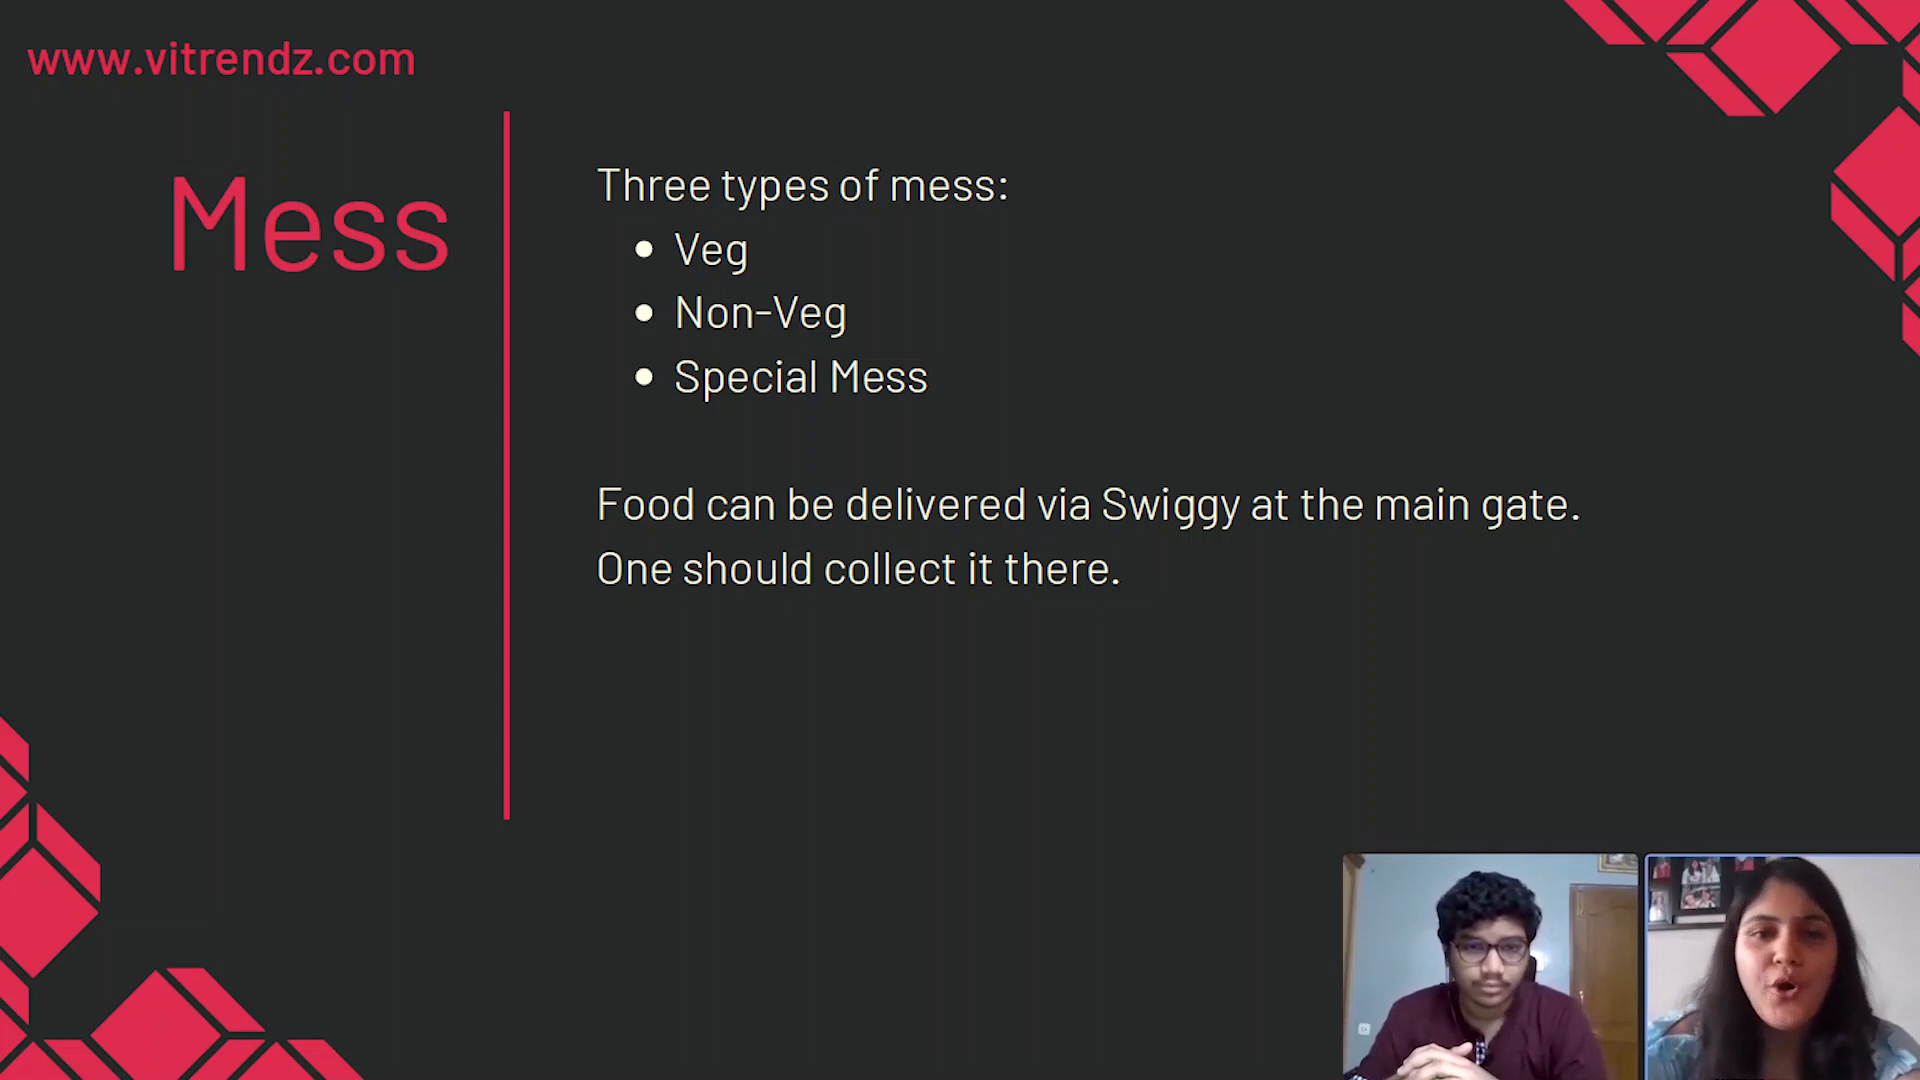 www.vitrendz.com
Mess
Three types of mess:
• Veg
• Non-Veg
• Special Mess
Food can be delivered via Swiggy at the main gate.
One should collect it there.